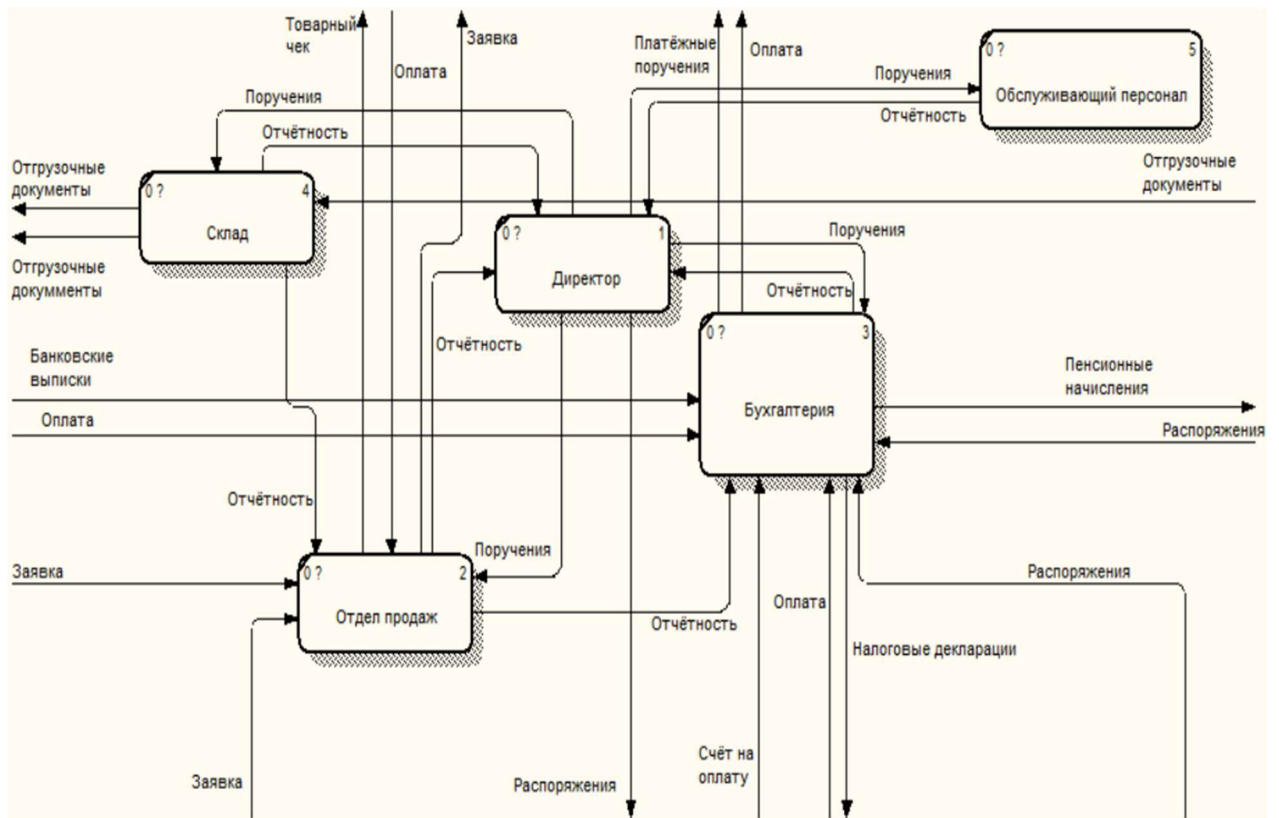 Товарный
чек
Заявка
Оплата
Платёжные
поручения
Оплата
0 ?
5
Обслуживающий персонал
Поручения
Отчётность
Поручения
Отчётность
Отгрузочные
документы
Отгрузочные
документы
0 ?
4
Склад
Отгрузочные
докумменты
0 ?
1
Директор
Поручения
Отчётность
Отчётность
0 ?
3
Бухгалтерия
Банковские
выписки
Оплата
Пенсионные
начисления
Распоряжения
Отчётность
Поручения
Заявка
0 ?
2
Отдел продаж
Отчётность
Оплата
Распоряжения
Налоговые декларации
Заявка
Распоряжения
Счёт на
оплату